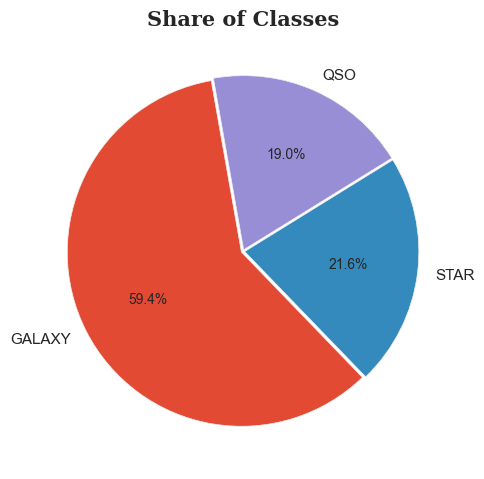 Share of Classes
QSO
19.0%
21.6%
STAR
59.4%
GALAXY